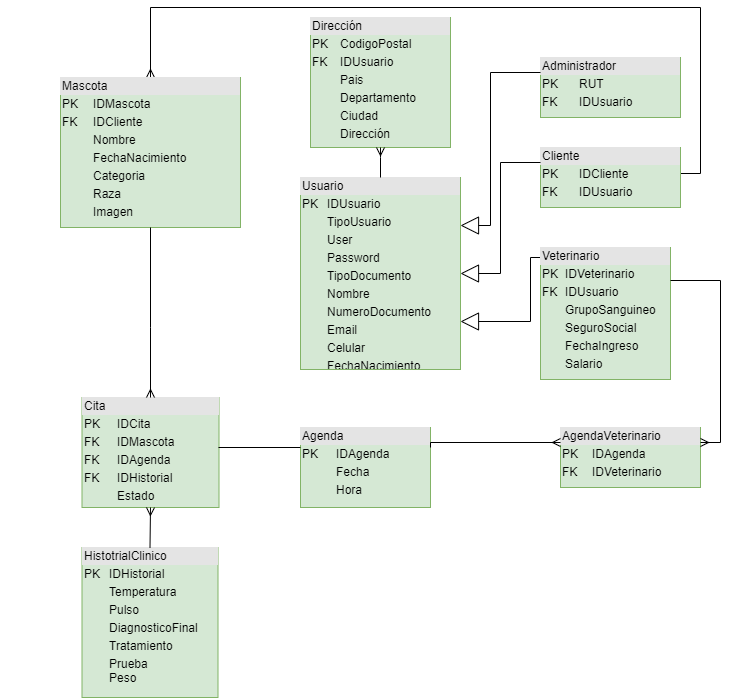 Dirección
PK CodigoPostal
FK IDUsuario
Pais
Departamento
Ciudad
Dirección
Administrador
PK RUT
FK IDUsuario
Mascota
PK IDMascota
FK IDCliente
Nombre
FechaNacimiento
Categoria
Raza
Imagen
Cliente
PK IDCliente
FK IDUsuario
Usuario
PK IDUsuario
TipoUsuario
User
Password
TipoDocumento
Nombre
NumeroDocumento
Email
Celular
FechaNacimiento
Veterinario
PK IDVeterinario
FK IDUsuario
GrupoSanguineo
SeguroSocial
FechaIngreso
Salario
Cita
PK IDCita
FK IDMascota
FK IDAgenda
FK IDHistorial
Estado
Agenda
PK IDAgenda
Fecha
Hora
AgendaVeterinario
PK IDAgenda
FK IDVeterinario
HistotrialClinico
PK IDHistorial
Temperatura
Pulso
DiagnosticoFinal
Tratamiento
Prueba
Peso